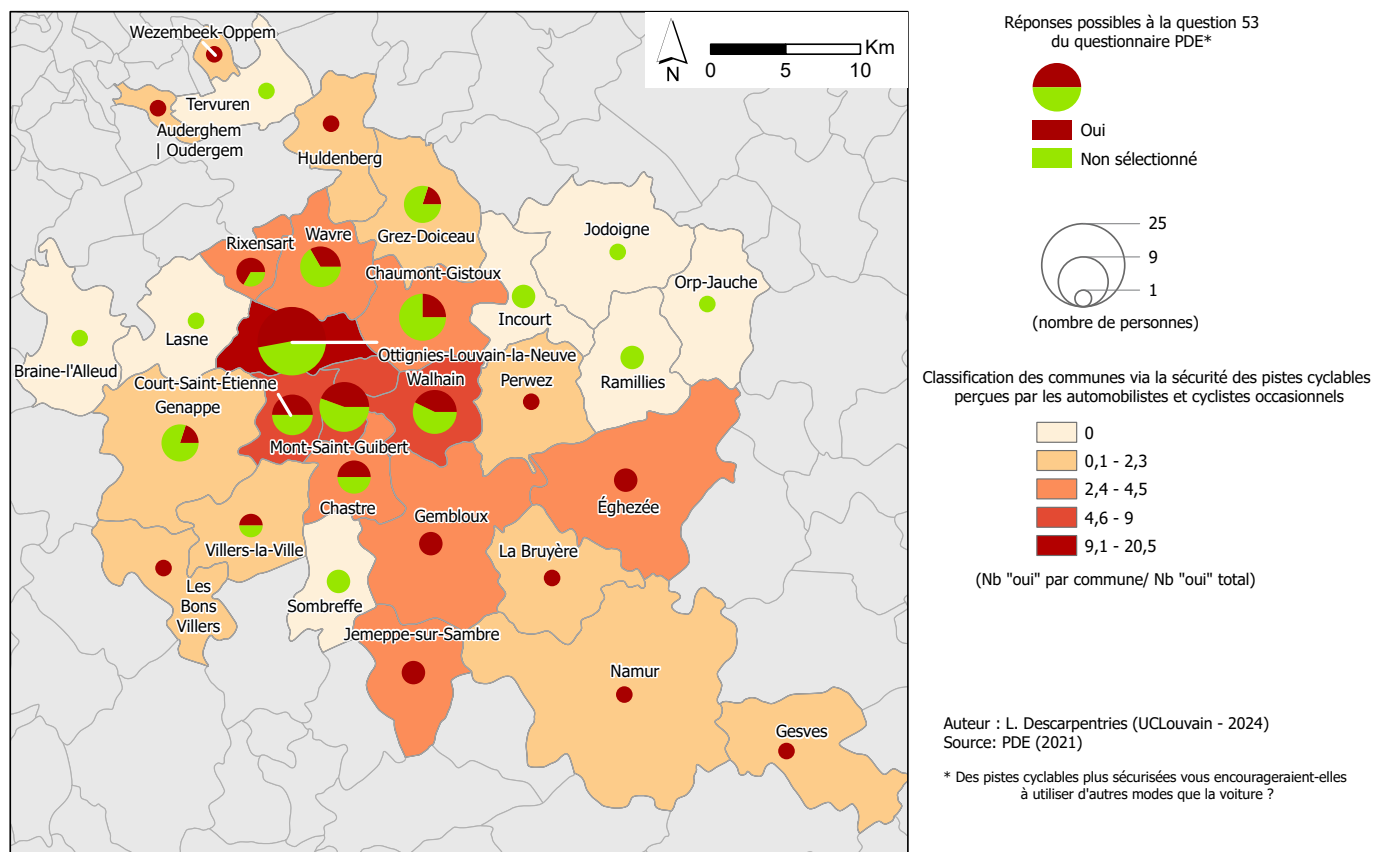 Wezembeek-Oppem
Tervuren
Auderghem
| Oudergem
Huldenberg
Grez-Doiceau
Rixensart
Wavre
Chaumont-Gistoux
Jodoigne
Orp-Jauche
Incourt
Ramillies
Lasne
Braine-l'Alleud
Ottignies-Louvain-la-Neuve
Court-Saint-Étienne
Walhain
Perwez
Genappe
Mont-Saint-Guibert
Chastre
Gembloux
Éghezée
Villers-la-Ville
La Bruyère
Les
Bons
Villers
Sombreffe
Jemeppe-sur-Sambre
Namur
Gesves
N
Km
0 5 10
Réponses possibles à la question 53
du questionnaire PDE*
Oui
Non sélectionné
25
9
1
(nombre de personnes)
Classification des communes via la sécurité des pistes cyclables
perçues par les automobilistes et cyclistes occasionnels
0
0,1 - 2,3
2,4 - 4,5
4,6 - 9
9,1 - 20,5
(Nb "oui" par commune/ Nb "oui" total)
Auteur : L. Descarpentries (UCLouvain - 2024)
Source: PDE (2021)
* Des pistes cyclables plus sécurisées vous encourageraient-elles
à utiliser d'autres modes que la voiture ?